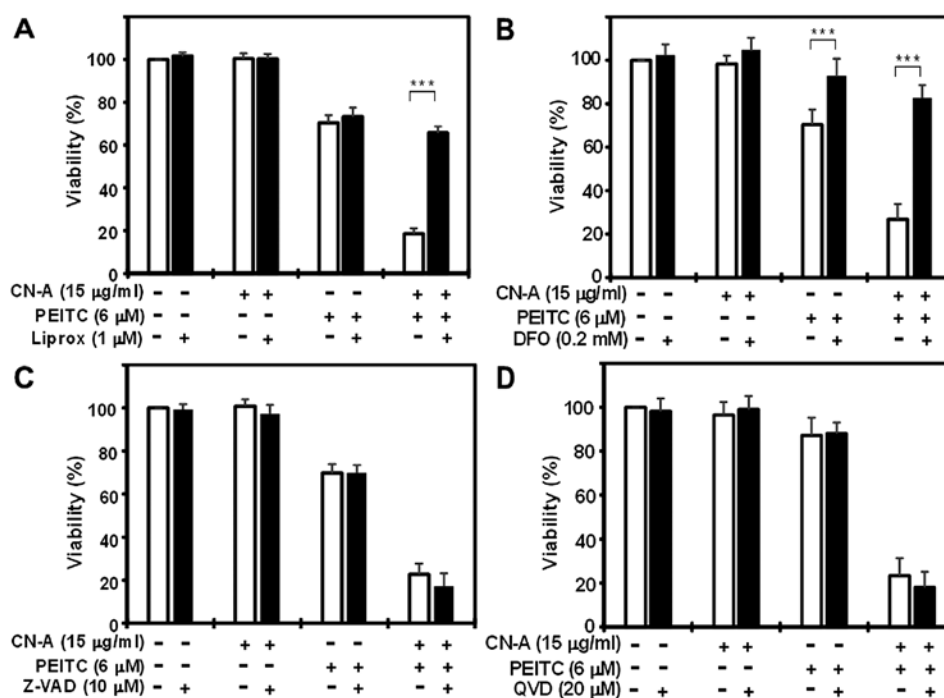 A
Viability (%)
100
80
60
40
20
0
***
CN-A (15 µg/ml) - - + + - - + +
PEITC (6 µM) - - - - + + + +
Liprox (1 µM) - + - + - + - +
B
Viability (%)
100
80
60
40
20
0
***
***
CN-A (15 µg/ml) - - + + - - + +
PEITC (6 µM) - - - - + + + +
DFO (0.2 mM) - + - + - + - +
C
Viability (%)
100
80
60
40
20
0
CN-A (15 µg/ml) - - + + - - + +
PEITC (6 µM) - - - - + + + +
Z-VAD (10 µM) - + - + - + - +
D
Viability (%)
100
80
60
40
20
0
CN-A (15 µg/ml) - - + + - - + +
PEITC (6 µM) - - - - + + + +
QVD (20 µM) - + - + - + - +